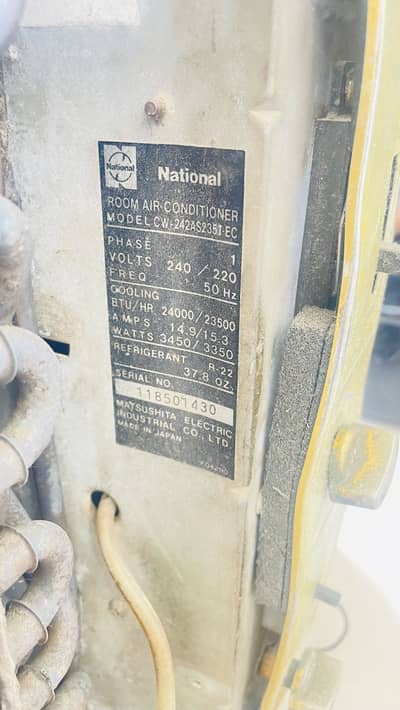 National
National
ROOM AIR-CONDITIONER
MODEL CW-242AS235T-EC
PHASE 1
VOLTS 240 / 220
FREQ. 50 Hz
COOLING
BTU/HR 24000 / 23500
AMPS 14.9 / 15.3
WATTS 3450 / 3350
REFRIGERANT R-22
37.8 OZ.
SERIAL NO.
118501430
MATSUSHITA ELECTRIC
INDUSTRIAL CO., LTD.
MADE IN JAPAN